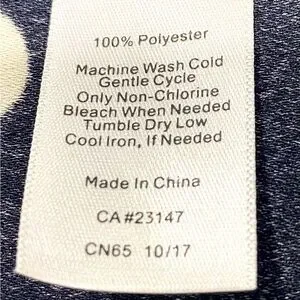 100% Polyester
Machine Wash Cold
Gentle Cycle
Only Non-Chlorine
Bleach When Needed
Tumble Dry Low
Cool Iron, If Needed
Made In China
CA#23147
CN65 10/17